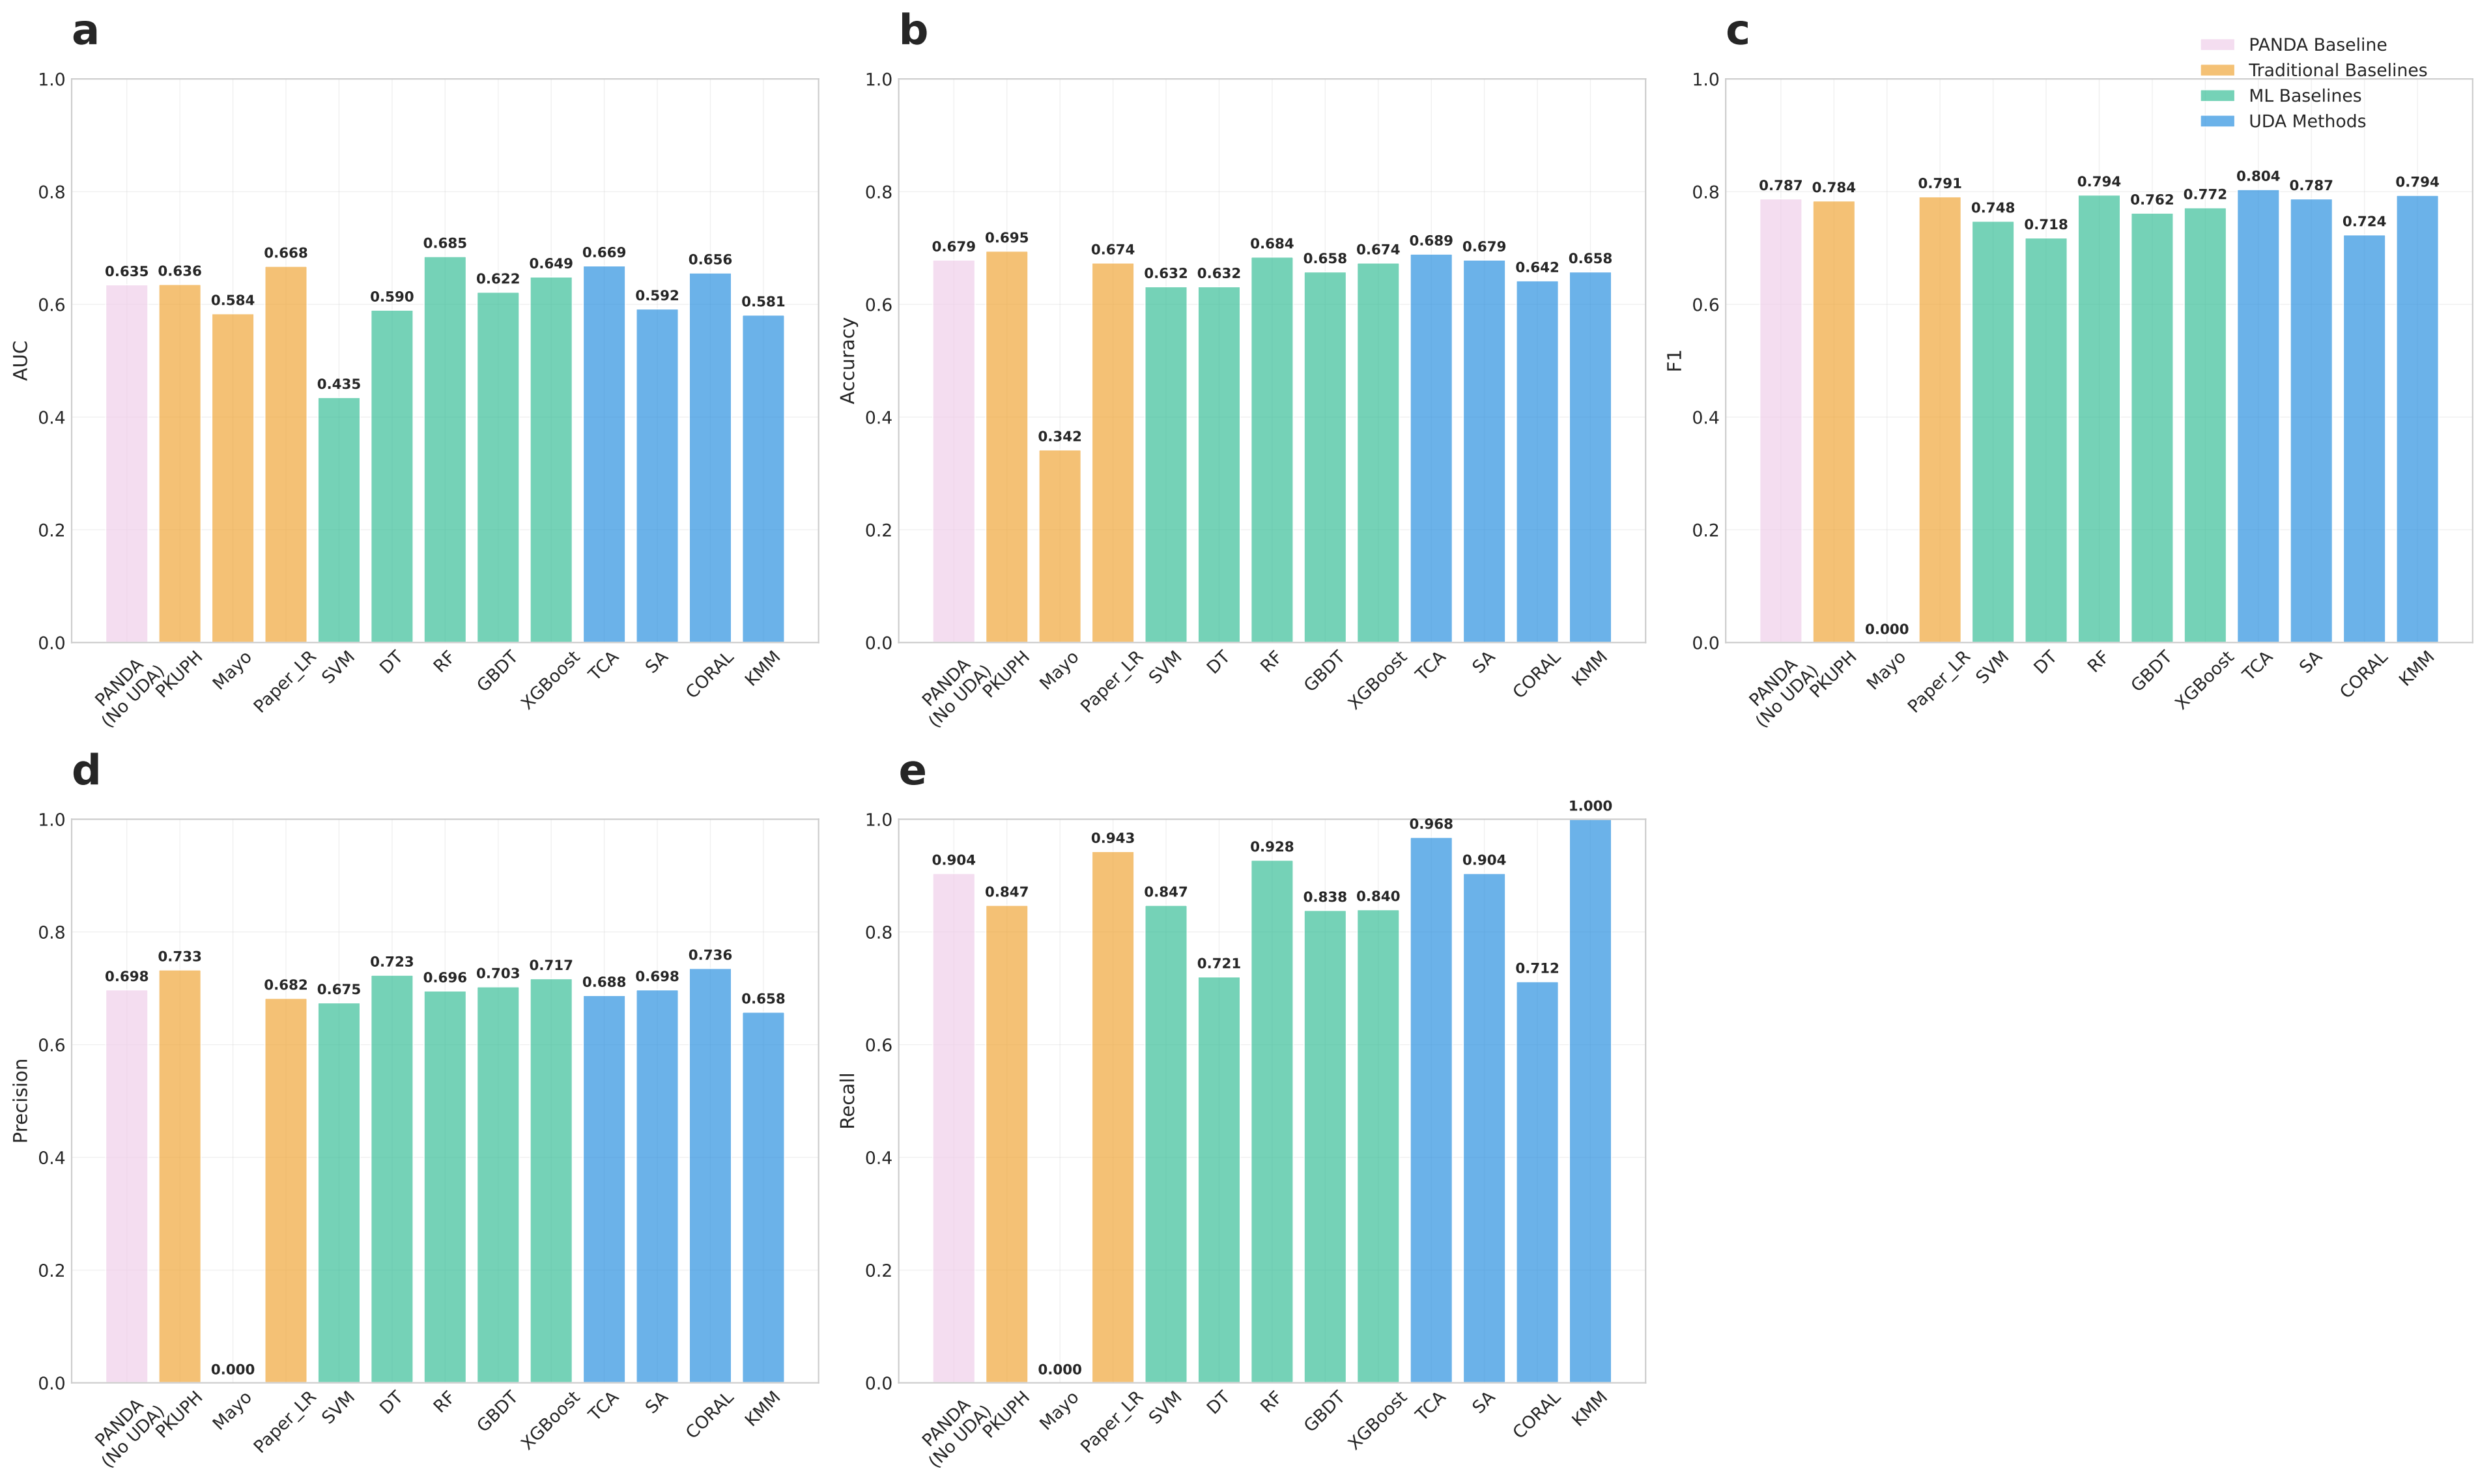 a
1.0
0.8
0.6
0.4
0.2
0.0
AUC
0.635
0.636
0.584
0.668
0.435
0.590
0.685
0.622
0.649
0.669
0.592
0.656
0.581
PANDA
(No UDA)
PKUPH
Mayo
Paper_LR
SVM
DT
RF
GBDT
XGBoost
TCA
SA
CORAL
KMM
b
1.0
0.8
0.6
0.4
0.2
0.0
Accuracy
0.679
0.695
0.342
0.674
0.632
0.632
0.684
0.658
0.674
0.689
0.679
0.642
0.658
PANDA
(No UDA)
PKUPH
Mayo
Paper_LR
SVM
DT
RF
GBDT
XGBoost
TCA
SA
CORAL
KMM
c
PANDA Baseline
Traditional Baselines
ML Baselines
UDA Methods
1.0
0.8
0.6
0.4
0.2
0.0
F1
0.787
0.784
0.000
0.791
0.748
0.718
0.794
0.762
0.772
0.804
0.787
0.724
0.794
PANDA
(No UDA)
PKUPH
Mayo
Paper_LR
SVM
DT
RF
GBDT
XGBoost
TCA
SA
CORAL
KMM
d
1.0
0.8
0.6
0.4
0.2
0.0
Precision
0.698
0.733
0.000
0.682
0.675
0.723
0.696
0.703
0.717
0.688
0.698
0.736
0.658
PANDA
(No UDA)
PKUPH
Mayo
Paper_LR
SVM
DT
RF
GBDT
XGBoost
TCA
SA
CORAL
KMM
e
1.0
0.8
0.6
0.4
0.2
0.0
Recall
0.904
0.847
0.000
0.943
0.847
0.721
0.928
0.838
0.840
0.968
0.904
0.712
1.000
PANDA
(No UDA)
PKUPH
Mayo
Paper_LR
SVM
DT
RF
GBDT
XGBoost
TCA
SA
CORAL
KMM